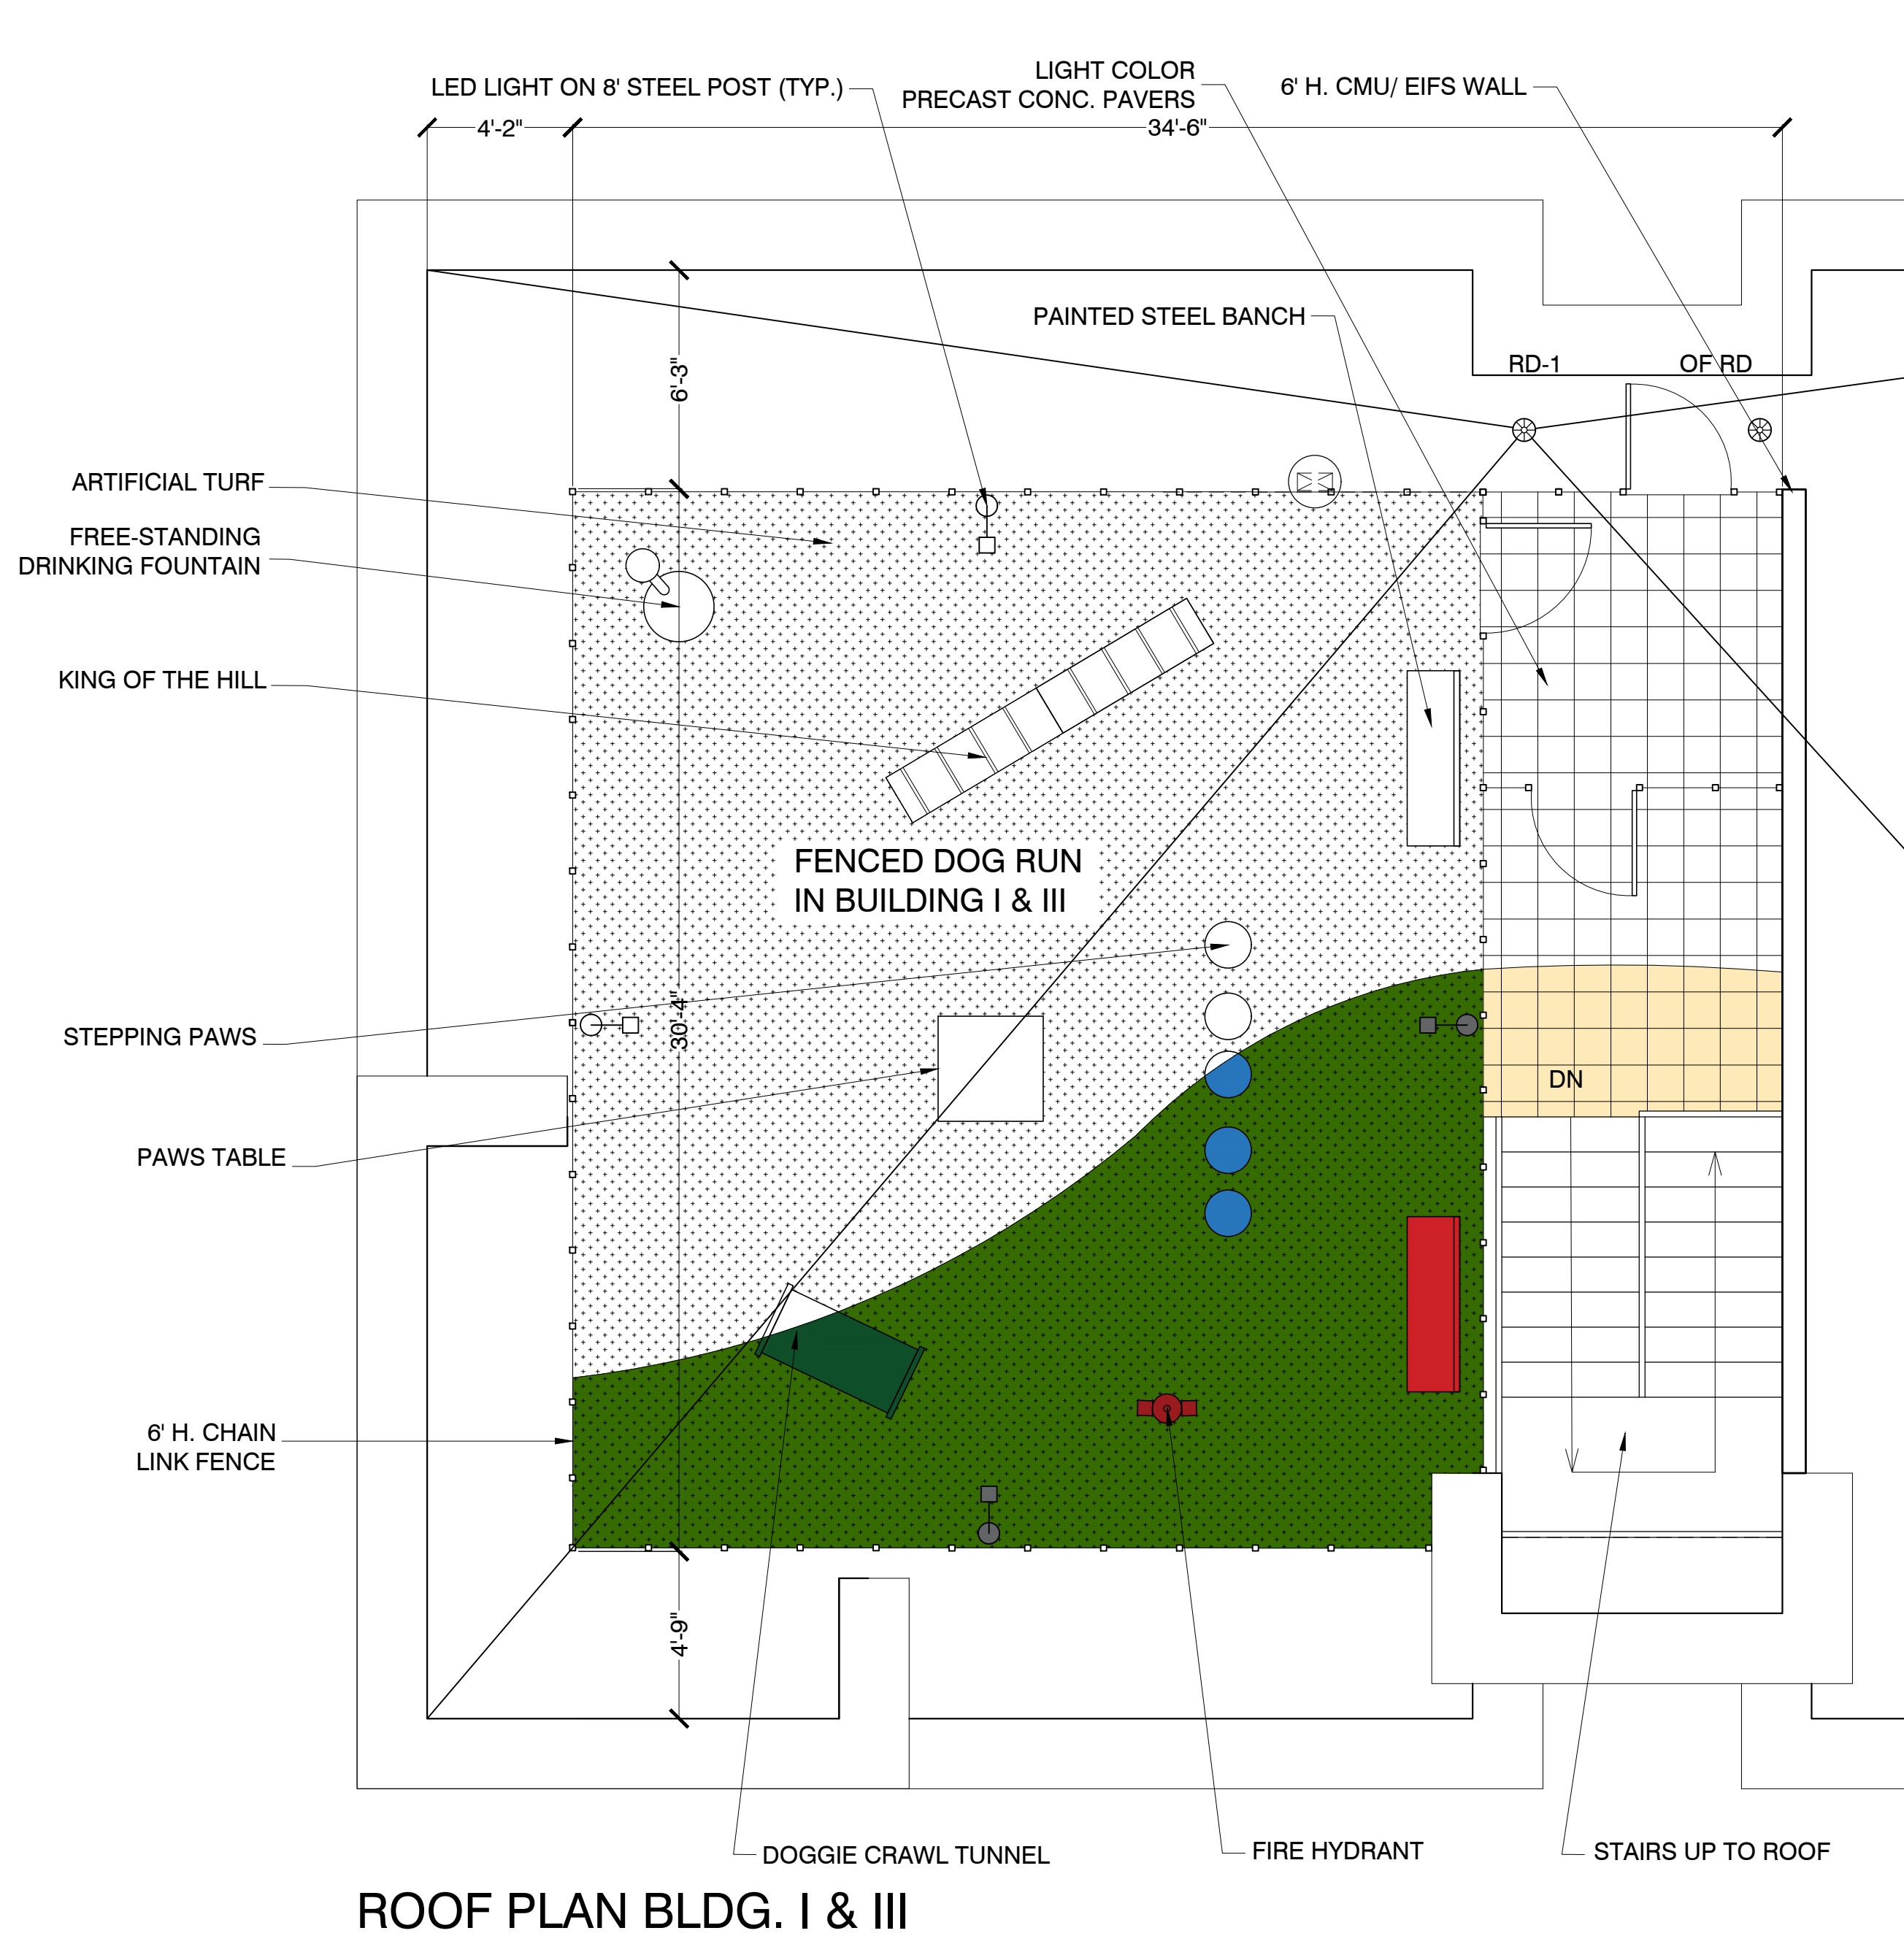 LED LIGHT ON 8' STEEL POST (TYP.)
LIGHT COLOR
PRECAST CONC. PAVERS
6' H. CMU/ EIFS WALL
4'-2"
34'-6"
PAINTED STEEL BANCH
6'-3"
RD-1
OF RD
ARTIFICIAL TURF
FREE-STANDING
DRINKING FOUNTAIN
KING OF THE HILL
FENCED DOG RUN
IN BUILDING I & III
STEPPING PAWS
30'-4"
DN
PAWS TABLE
6' H. CHAIN
LINK FENCE
4'-9"
DOGGIE CRAWL TUNNEL
FIRE HYDRANT
STAIRS UP TO ROOF
ROOF PLAN BLDG. I & III